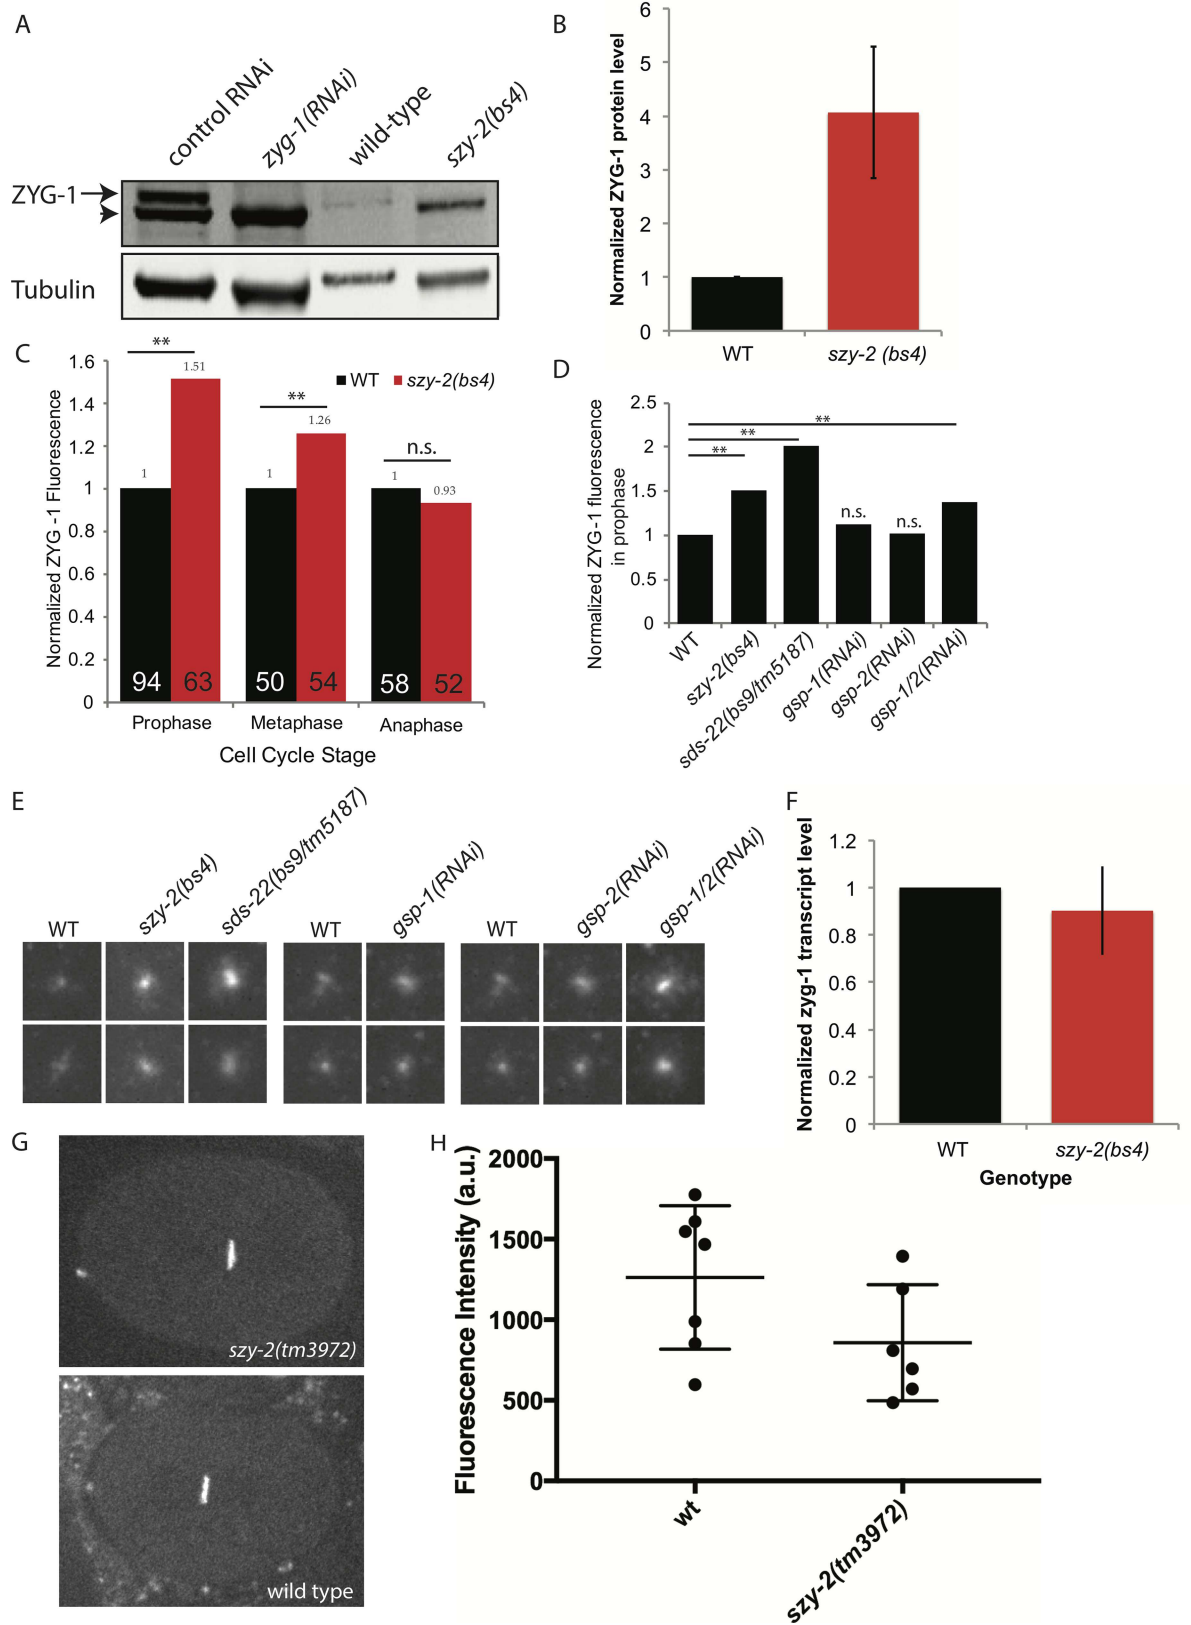 A
control RNAi
zyg-1(RNAi)
wild-type
szy-2(bs4)
ZYG-1
Tubulin
B
Normalized ZYG-1 protein level
6
5
4
3
2
1
0
WT
szy-2 (bs4)
C
Normalized ZYG -1 Fluorescence
1.6
1.4
1.2
1
0.8
0.6
0.4
0.2
0
WT
szy-2(bs4)
**
1
1.51
**
1
1.26
n.s.
1
0.93
94
63
50
54
58
52
Prophase
Metaphase
Anaphase
Cell Cycle Stage
D
Normalized ZYG -1 fluorescence
in prophase
2.5
2
1.5
1
0.5
0
**
**
**
n.s.
n.s.
WT
szy-2(bs4)
sds-22(bs9/tm5187)
gsp-1(RNAi)
gsp-2(RNAi)
gsp-1/2(RNAi)
E
WT
szy-2(bs4)
sds-22(bs9/tm5187)
WT
gsp-1(RNAi)
WT
gsp-2(RNAi)
gsp-1/2(RNAi)
F
Normalized zyg-1 transcript level
1.2
1
0.8
0.6
0.4
0.2
0
WT
szy-2(bs4)
Genotype
G
szy-2(tm3972)
wild type
H
Fluorescence Intensity (a.u.)
2000
1500
1000
500
0
wt
szy-2(tm3972)